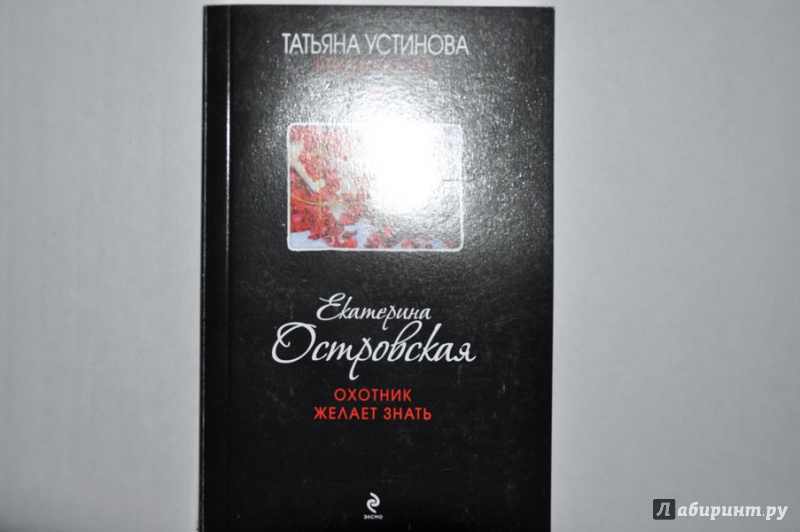 ТАТЬЯНА УСТИНОВА
Екатерина
Островская
ОХОТНИК
ЖЕЛАЕТ ЗНАТЬ
ЭКСМО
Лабиринт.ру